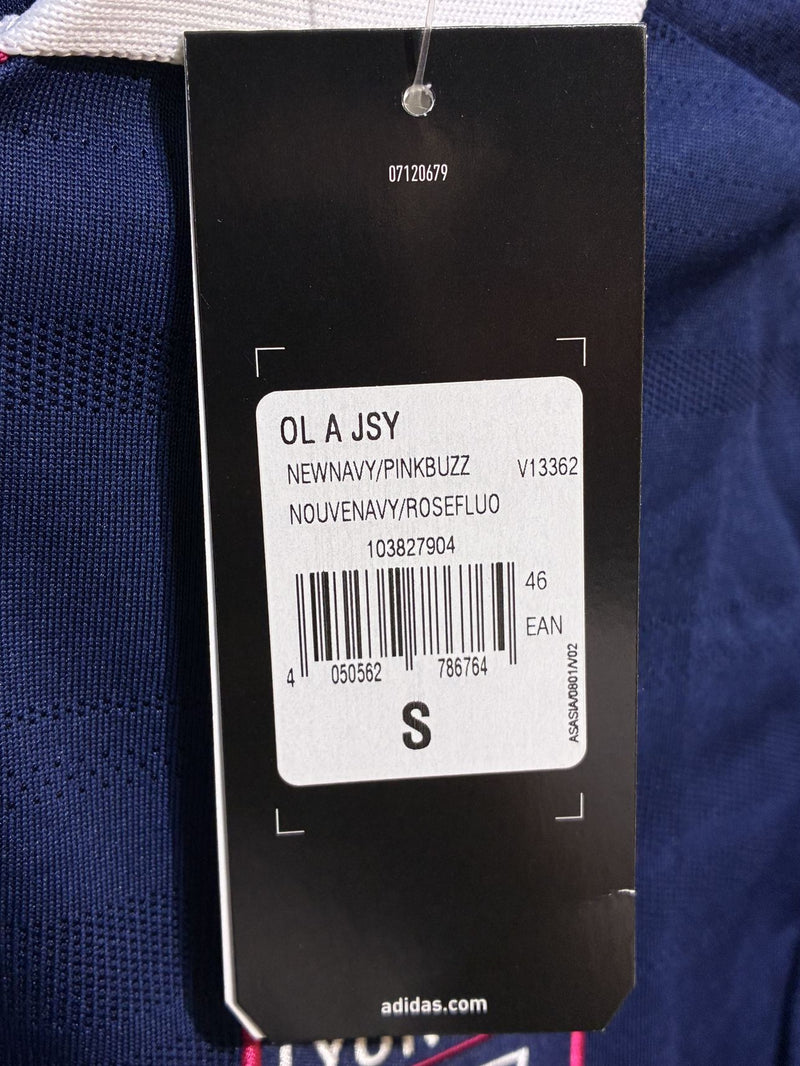 07120679
OL A JSY
NEWNAVY/PINKBUZZ V13362
NOUVENAVY/ROSEFLUO
103827904
46
EAN
4 050562 786764
S
ASASIA/0801/V02
adidas.com